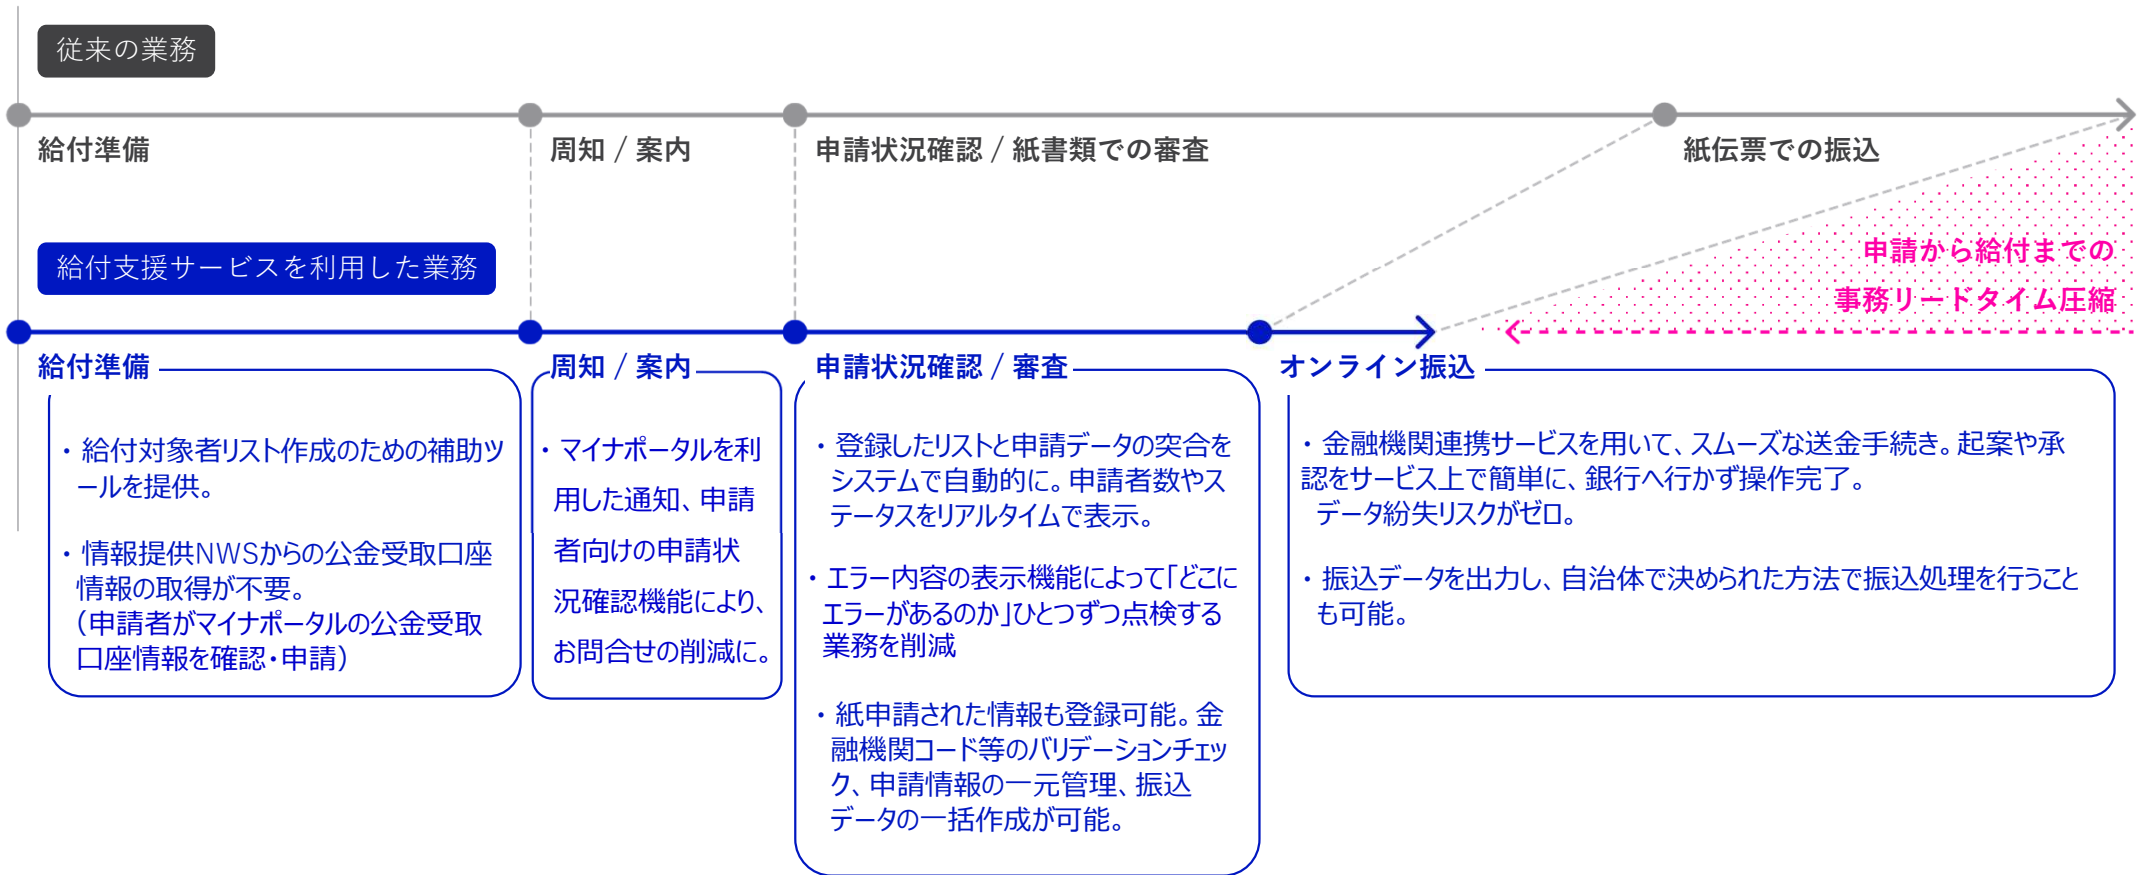 従来の業務
給付準備
周知 / 案内
申請状況確認 / 紙書類での審査
紙伝票での振込
給付支援サービスを利用した業務
申請から給付までの
事務リードタイム圧縮
給付準備
・給付対象者リスト作成のための補助ツ
ールを提供。
・情報提供NWSからの公金受取口座
情報の取得が不要。
（申請者がマイナポータルの公金受取
口座情報を確認・申請）
周知 / 案内
・マイナポータルを利
用した通知、申請
者向けの申請状
況確認機能により、
お問合せの削減に。
申請状況確認 / 審査
・登録したリストと申請データの突合を
システムで自動的に。申請者数やス
テータスをリアルタイムで表示。
・エラー内容の表示機能によって「どこに
エラーがあるのか」ひとつずつ点検する
業務を削減
・紙申請された情報も登録可能。金
融機関コード等のバリデーションチェッ
ク、申請情報の一元管理、振込
データの一括作成が可能。
オンライン振込
・金融機関連携サービスを用いて、スムーズな送金手続き。起案や承
認をサービス上で簡単に、銀行へ行かず操作完了。
データ紛失リスクがゼロ。
・振込データを出力し、自治体で決められた方法で振込処理を行うこと
も可能。